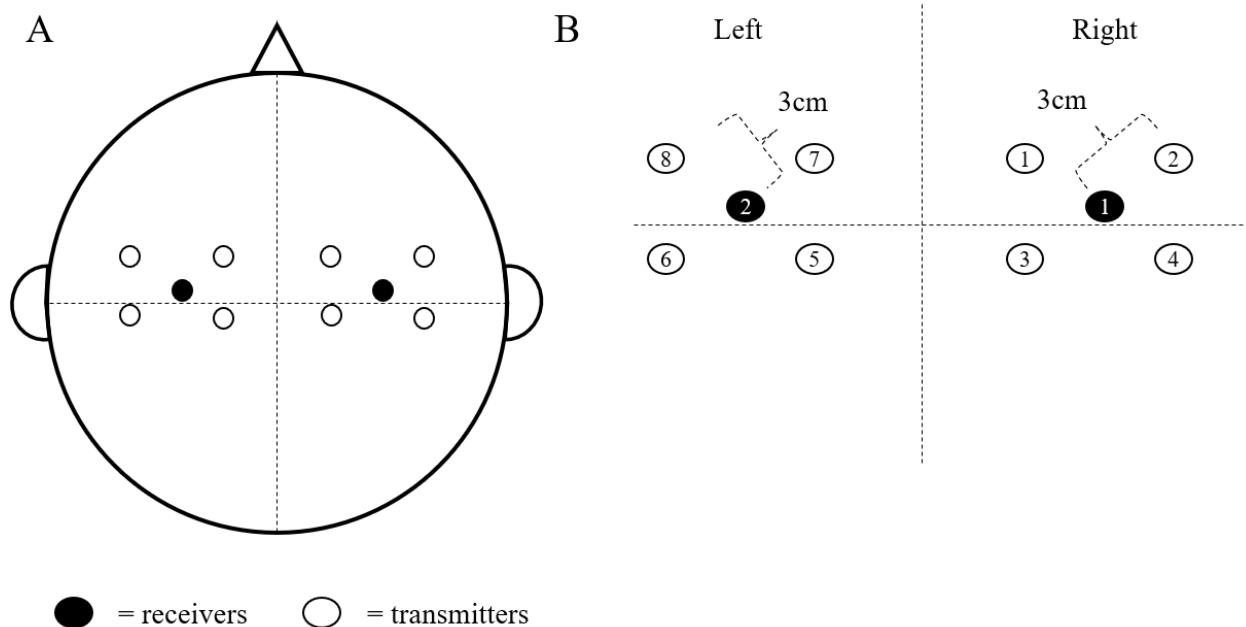 A
B
Left
Right
3cm
3cm
8
7
1
2
2
1
6
5
3
4
= receivers
= transmitters